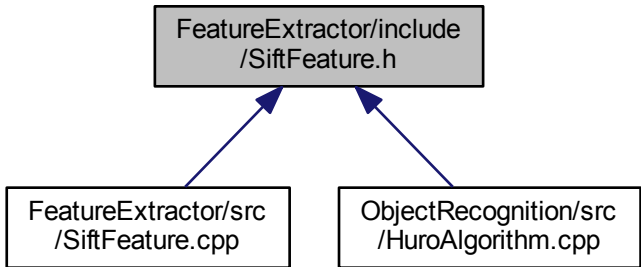 FeatureExtractor/include
/SiftFeature.h
FeatureExtractor/src
/SiftFeature.cpp
ObjectRecognition/src
/HuroAlgorithm.cpp